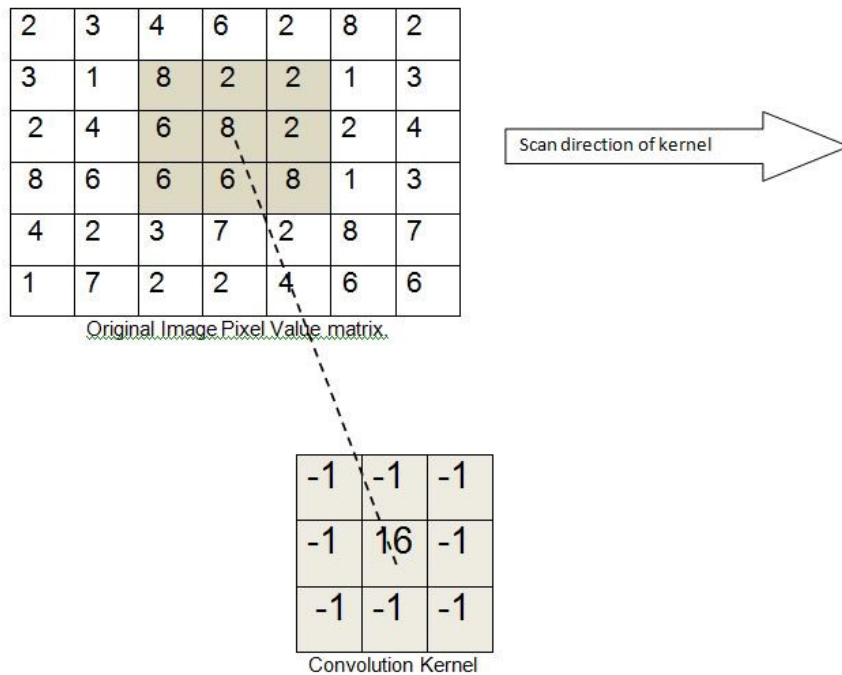 2 3 4 6 2 8 2
3 1 8 2 2 1 3
2 4 6 8 2 2 4
Scan direction of kernel
8 6 6 6 8 1 3
4 2 3 7 2 8 7
1 7 2 2 4 6 6
Original Image Pixel Value matrix.
-1 -1 -1
-1 16 -1
-1 -1 -1
Convolution Kernel